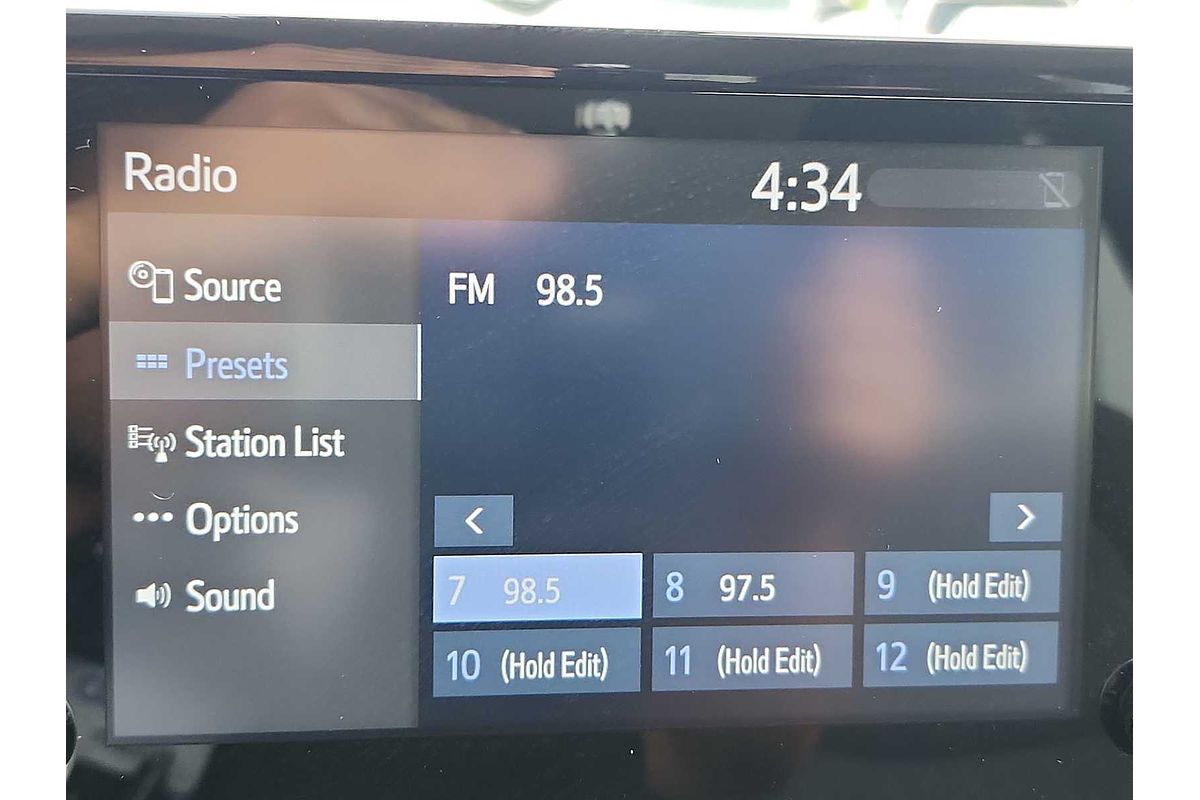 Radio
4:34
Source
Presets
Station List
Options
Sound
FM 98.5
< >
7 98.5 8 97.5 9 (Hold Edit)
10 (Hold Edit) 11 (Hold Edit) 12 (Hold Edit)